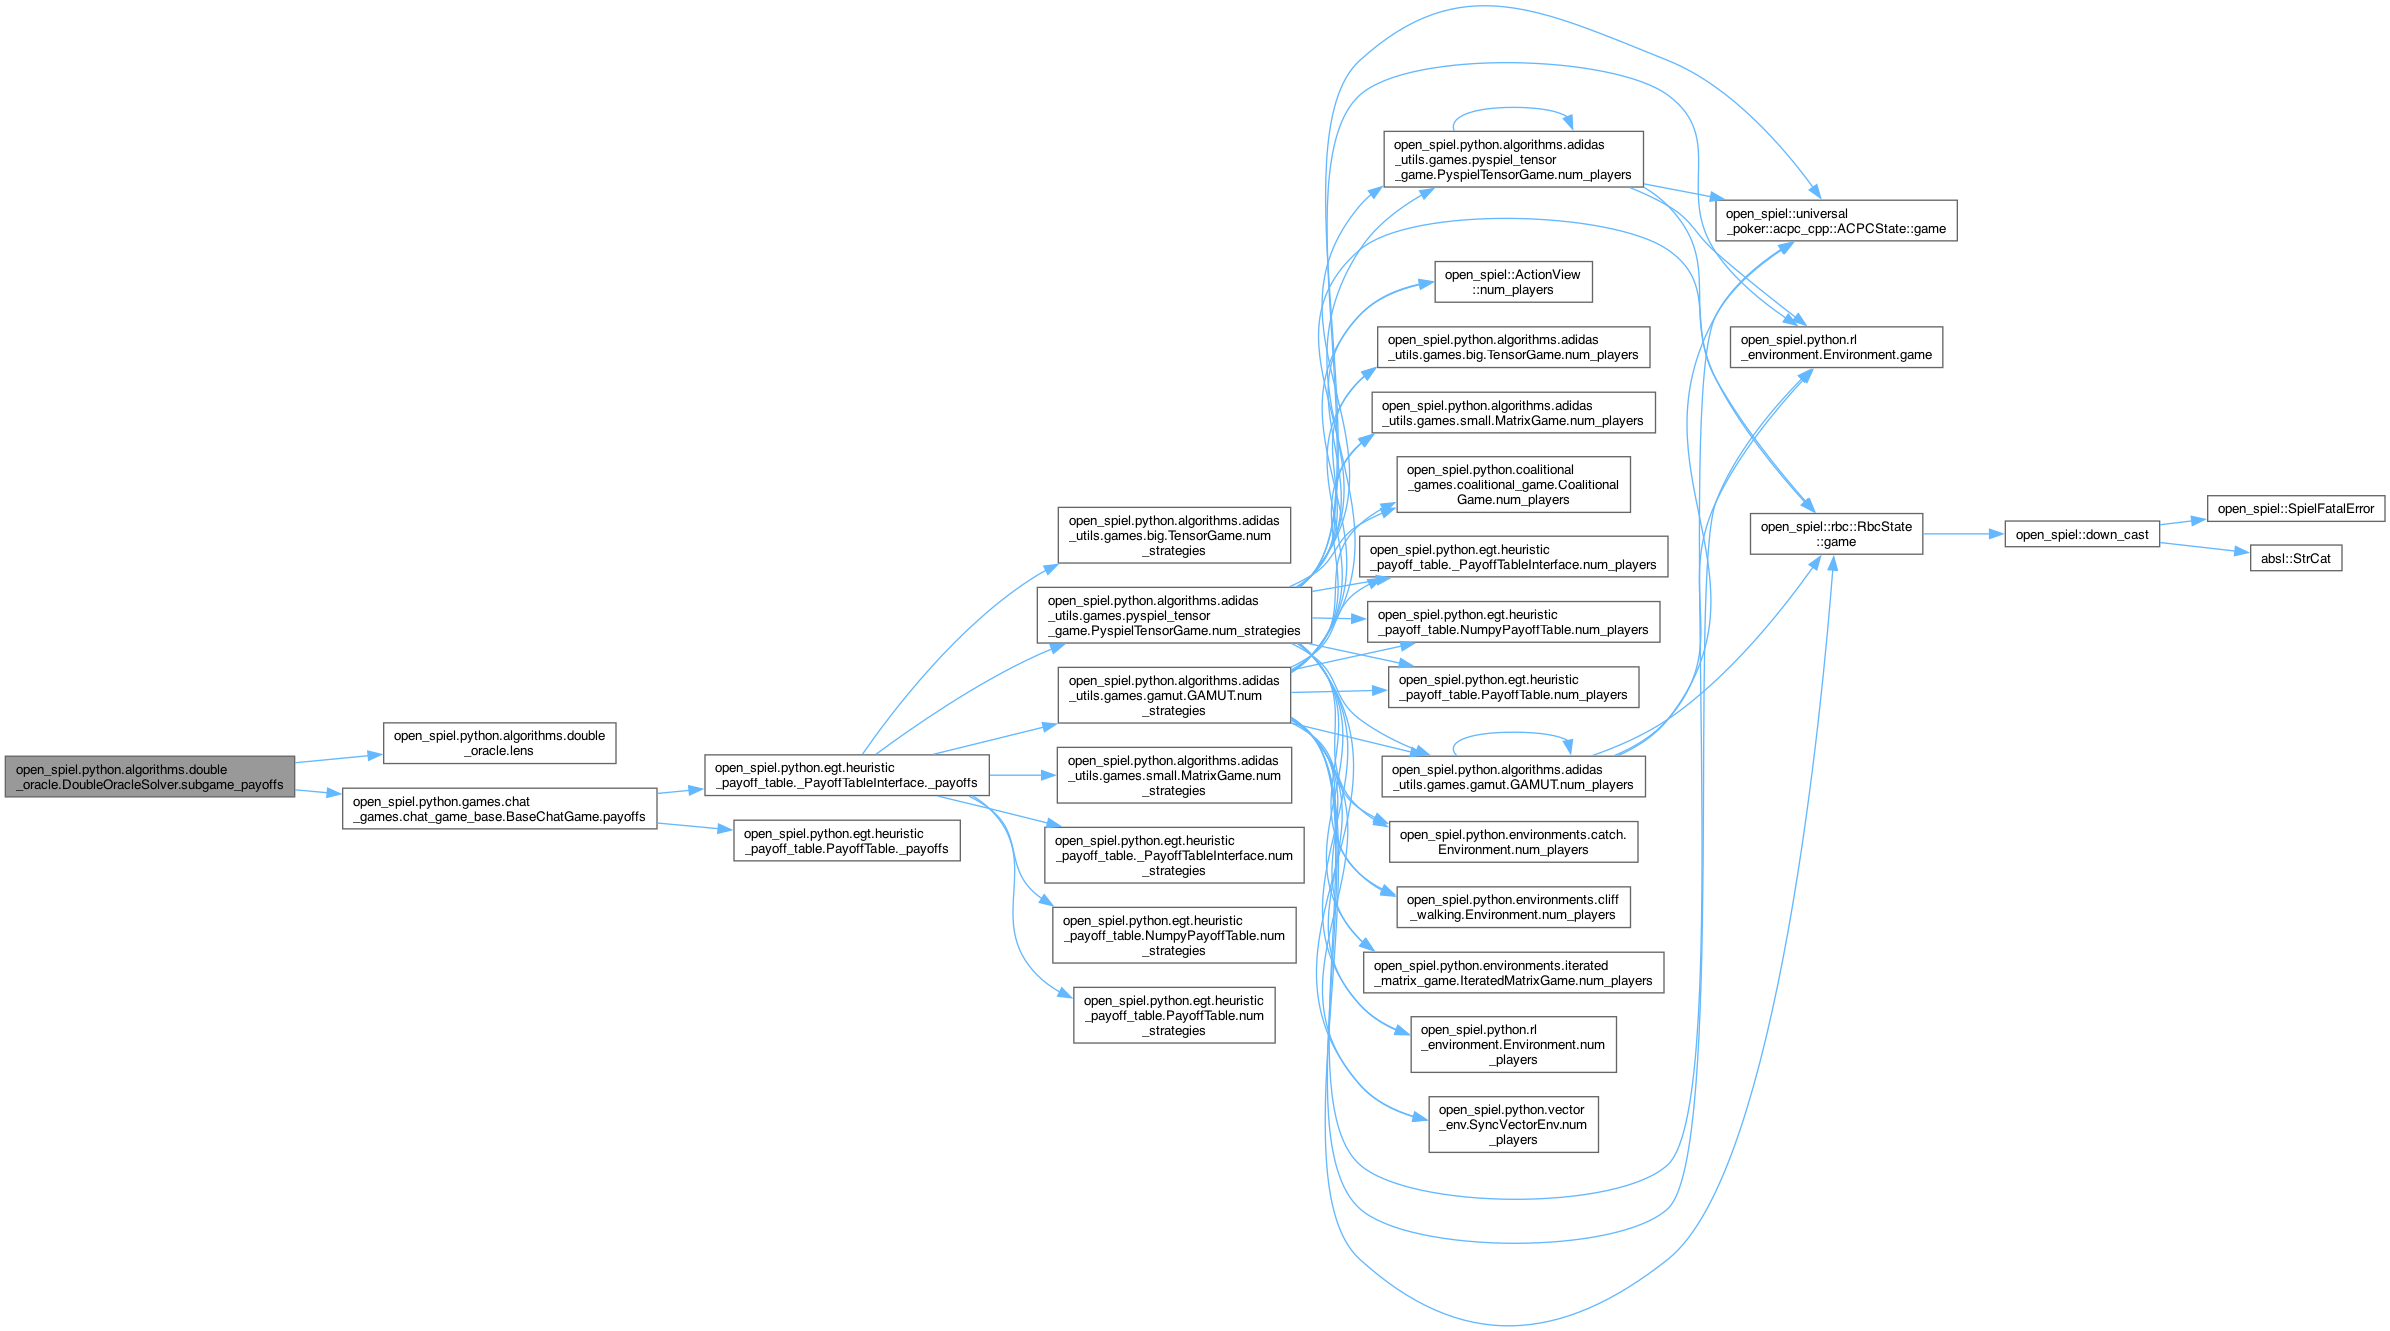 open_spiel.python.algorithms.double
_oracle.DoubleOracleSolver.subgame_payoffs
open_spiel.python.algorithms.double
_oracle.lens
open_spiel.python.games.chat
_games.chat_game_base.BaseChatGame.payoffs
open_spiel.python.egt.heuristic
_payoff_table._PayoffTableInterface._payoffs
open_spiel.python.egt.heuristic
_payoff_table.PayoffTable._payoffs
open_spiel.python.algorithms.adidas
_utils.games.big.TensorGame.num
_strategies
open_spiel.python.algorithms.adidas
_utils.games.pyspiel_tensor
_game.PyspielTensorGame.num_strategies
open_spiel.python.algorithms.adidas
_utils.games.gamut.GAMUT.num
_strategies
open_spiel.python.algorithms.adidas
_utils.games.small.MatrixGame.num
_strategies
open_spiel.python.egt.heuristic
_payoff_table._PayoffTableInterface.num
_strategies
open_spiel.python.egt.heuristic
_payoff_table.NumpyPayoffTable.num
_strategies
open_spiel.python.egt.heuristic
_payoff_table.PayoffTable.num
_strategies
open_spiel.python.algorithms.adidas
_utils.games.pyspiel_tensor
_game.PyspielTensorGame.num_players
open_spiel::ActionView
::num_players
open_spiel.python.algorithms.adidas
_utils.games.big.TensorGame.num_players
open_spiel.python.algorithms.adidas
_utils.games.small.MatrixGame.num_players
open_spiel.python.coalitional
_games.coalitional_game.Coalitional
Game.num_players
open_spiel.python.egt.heuristic
_payoff_table._PayoffTableInterface.num_players
open_spiel.python.egt.heuristic
_payoff_table.NumpyPayoffTable.num_players
open_spiel.python.egt.heuristic
_payoff_table.PayoffTable.num_players
open_spiel.python.algorithms.adidas
_utils.games.gamut.GAMUT.num_players
open_spiel.python.environments.catch.
Environment.num_players
open_spiel.python.environments.cliff
_walking.Environment.num_players
open_spiel.python.environments.iterated
_matrix_game.IteratedMatrixGame.num_players
open_spiel.python.rl
_environment.Environment.num
_players
open_spiel.python.vector
_env.SyncVectorEnv.num
_players
open_spiel::universal
_poker::acpc_cpp::ACPCState::game
open_spiel.python.rl
_environment.Environment.game
open_spiel::rbc::RbcState
::game
open_spiel::down_cast
open_spiel::SpielFatalError
absl::StrCat